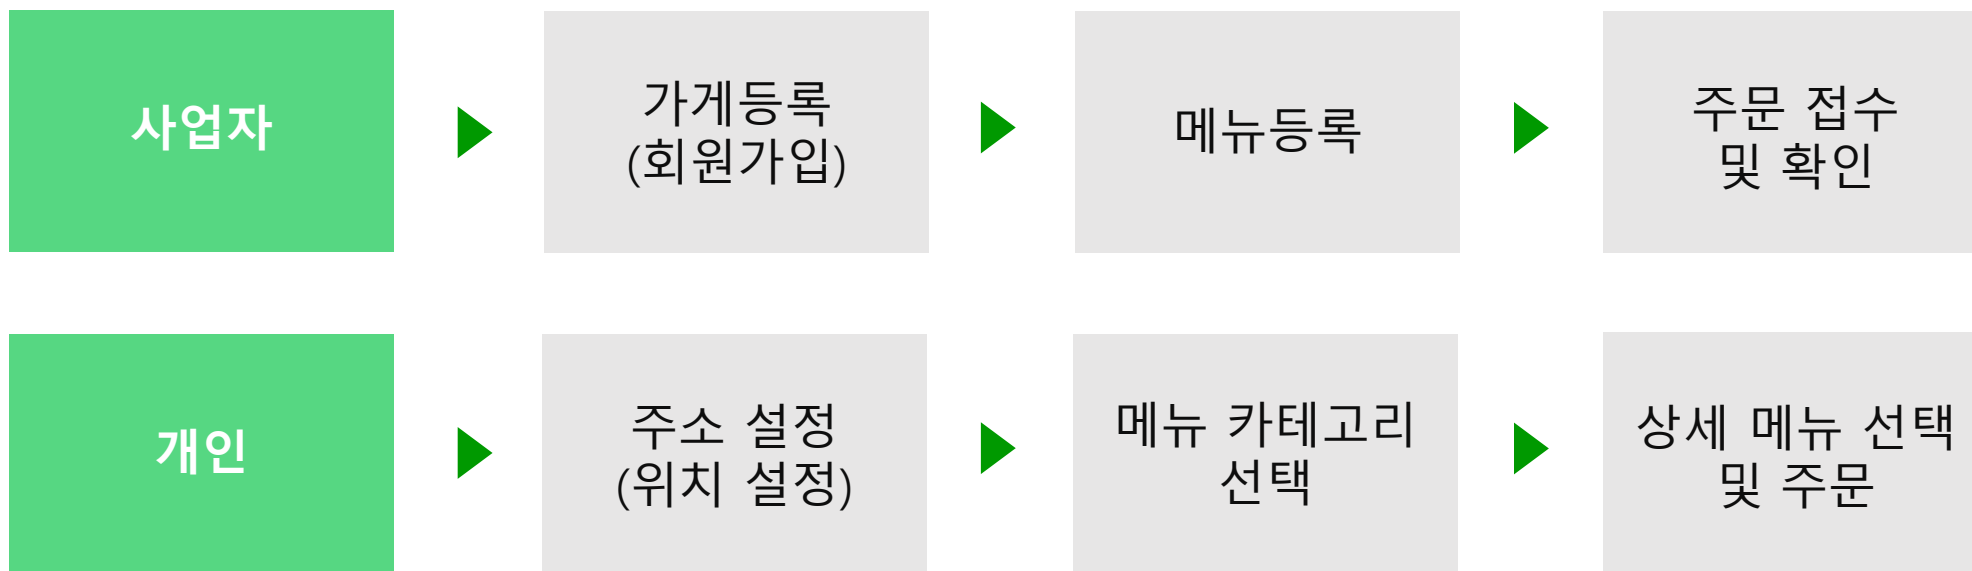 사업자
가게등록
(회원가입)
메뉴등록
주문 접수
및 확인
개인
주소 설정
(위치 설정)
메뉴 카테고리
선택
상세 메뉴 선택
및 주문